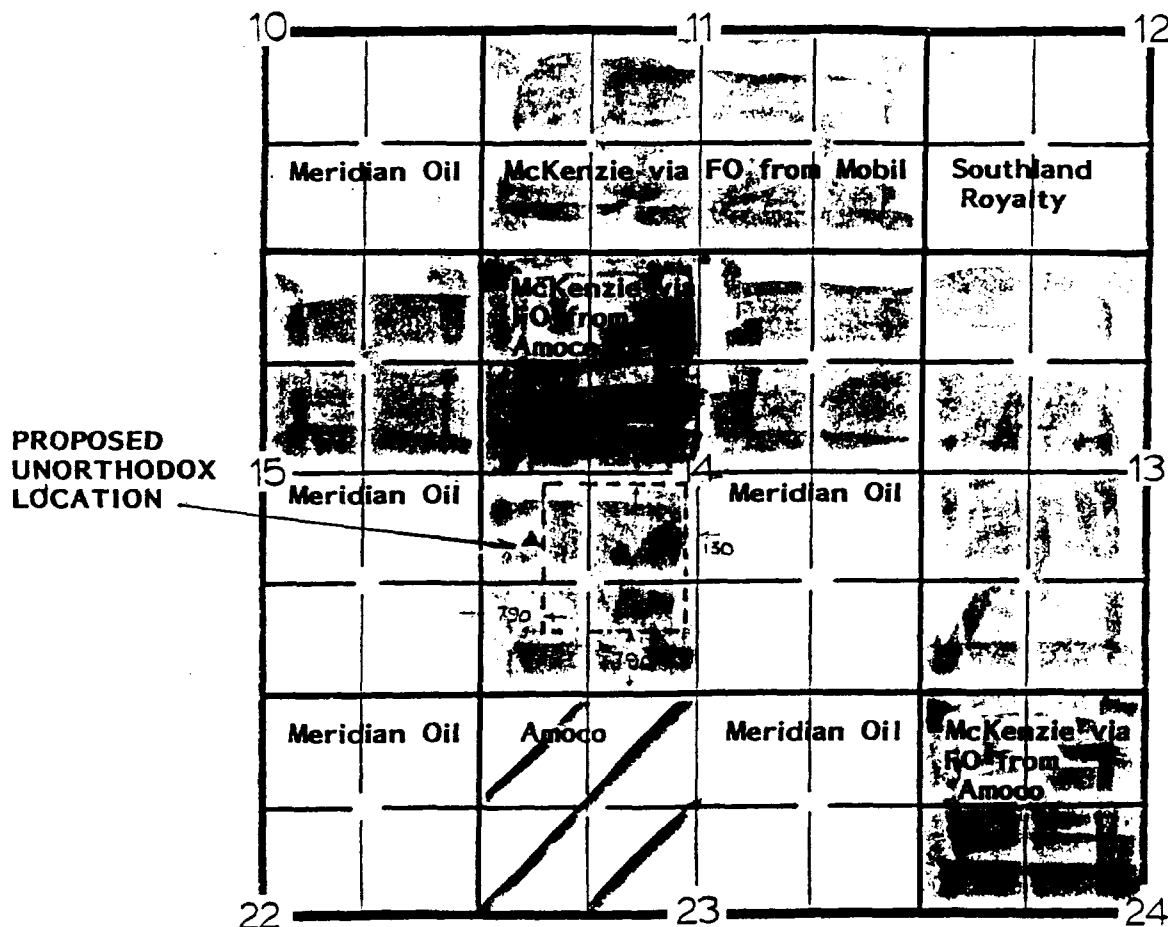 10 11 12
Meridian Oil McKenzie via FO from Mobil Southland
Royalty
McKenzie via
FO from
Amoco
PROPOSED
UNORTHODOX
LOCATION
15 14 13
Meridian Oil Meridian Oil
130
790
790
Meridian Oil Amoco Meridian Oil McKenzie via
FO from
Amoco
22 23 24